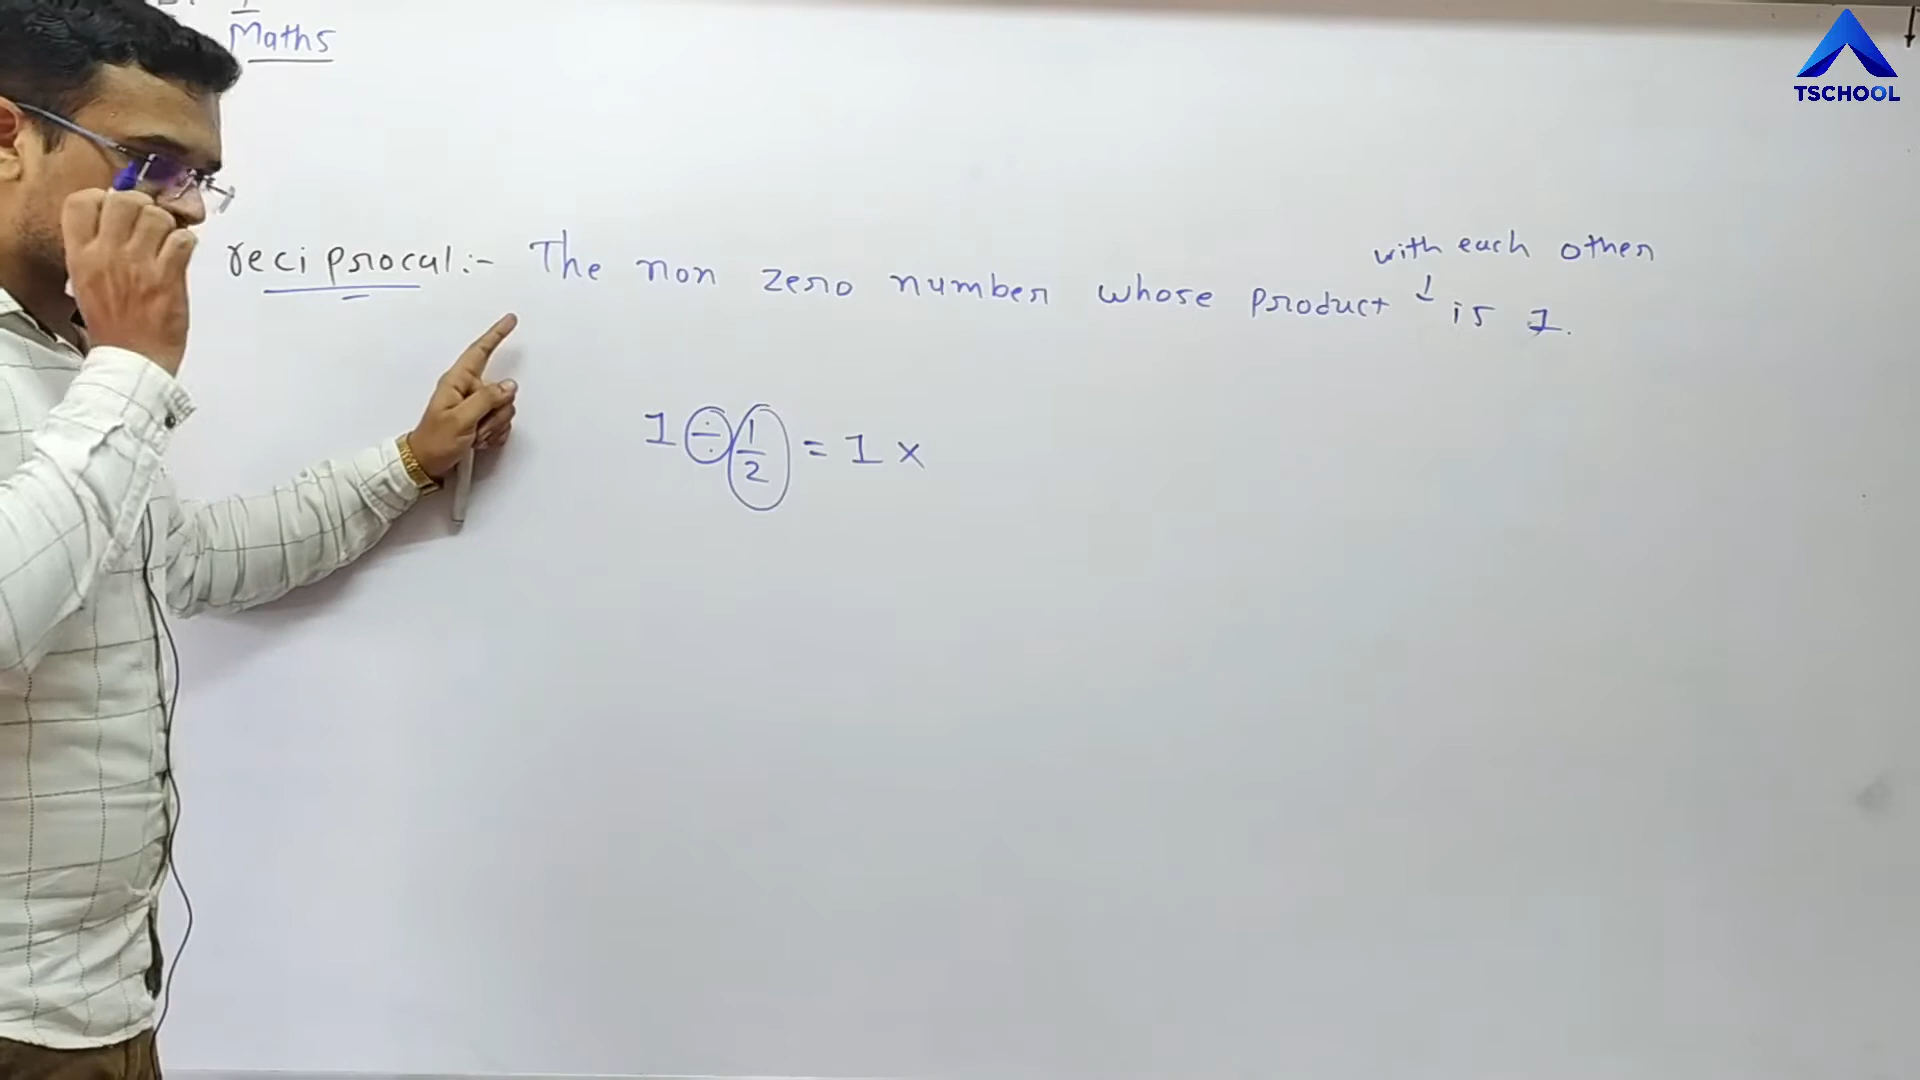 Maths
TSCHOOL
with each other
reciprocal :- The non zero number whose product ↓ is 1.
1 ÷ 1/2 = 1 ×